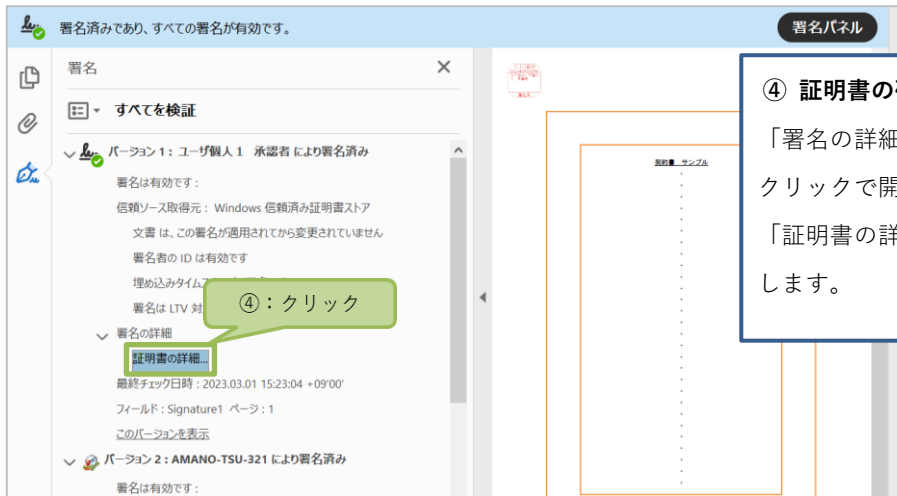 署名済みであり、すべての署名が有効です。
署名パネル
署名
すべてを検証
バージョン 1: ユーザ個人1 承認者 により署名済み
署名は有効です:
信頼ソース取得元: Windows 信頼済み証明書ストア
文書 は、この署名が適用されてから変更されていません
署名者の ID は有効です
埋め込みタイム
署名は LTV 対
④：クリック
署名の詳細
証明書の詳細...
最終チェック日時 : 2023.03.01 15:23:04 +09'00'
フィールド : Signature1 ページ : 1
このバージョンを表示
バージョン 2 : AMANO-TSU-321 により署名済み
署名は有効です :
契約書 サンプル
④ 証明書の
「署名の詳細
クリックで開
「証明書の詳
します。